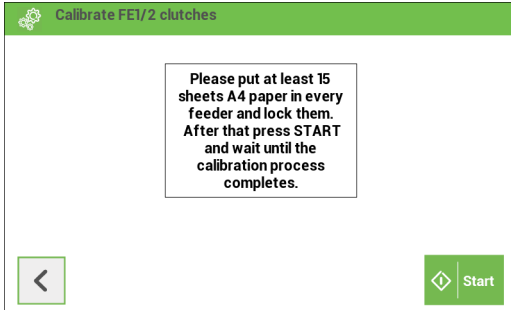 Calibrate FE1/2 clutches
Please put at least 15
sheets A4 paper in every
feeder and lock them.
After that press START
and wait until the
calibration process
completes.
Start